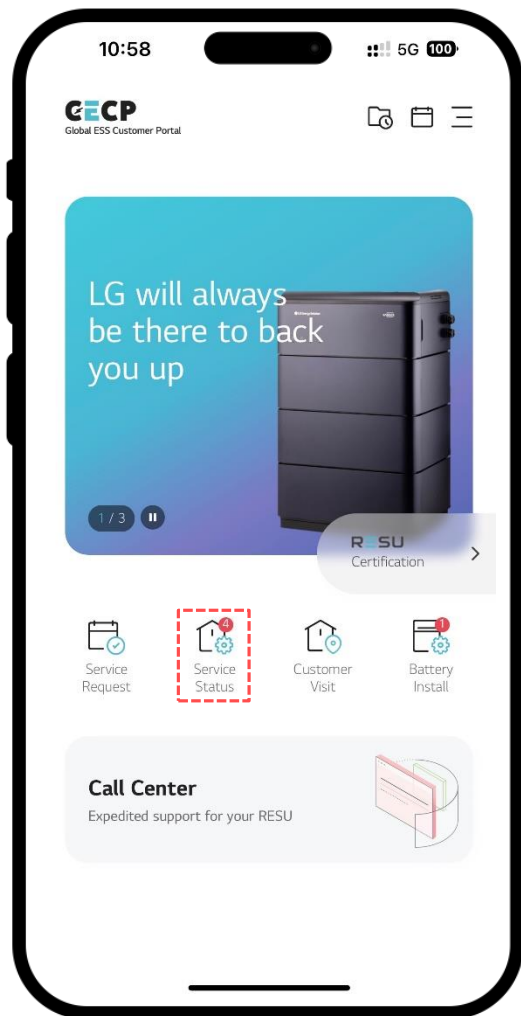 10:58
5G 100
GECP
Global ESS Customer Portal
LG will always
be there to back
you up
1 / 3
RESU
Certification
4
1
Service
Request
Service
Status
Customer
Visit
Battery
Install
Call Center
Expedited support for your RESU